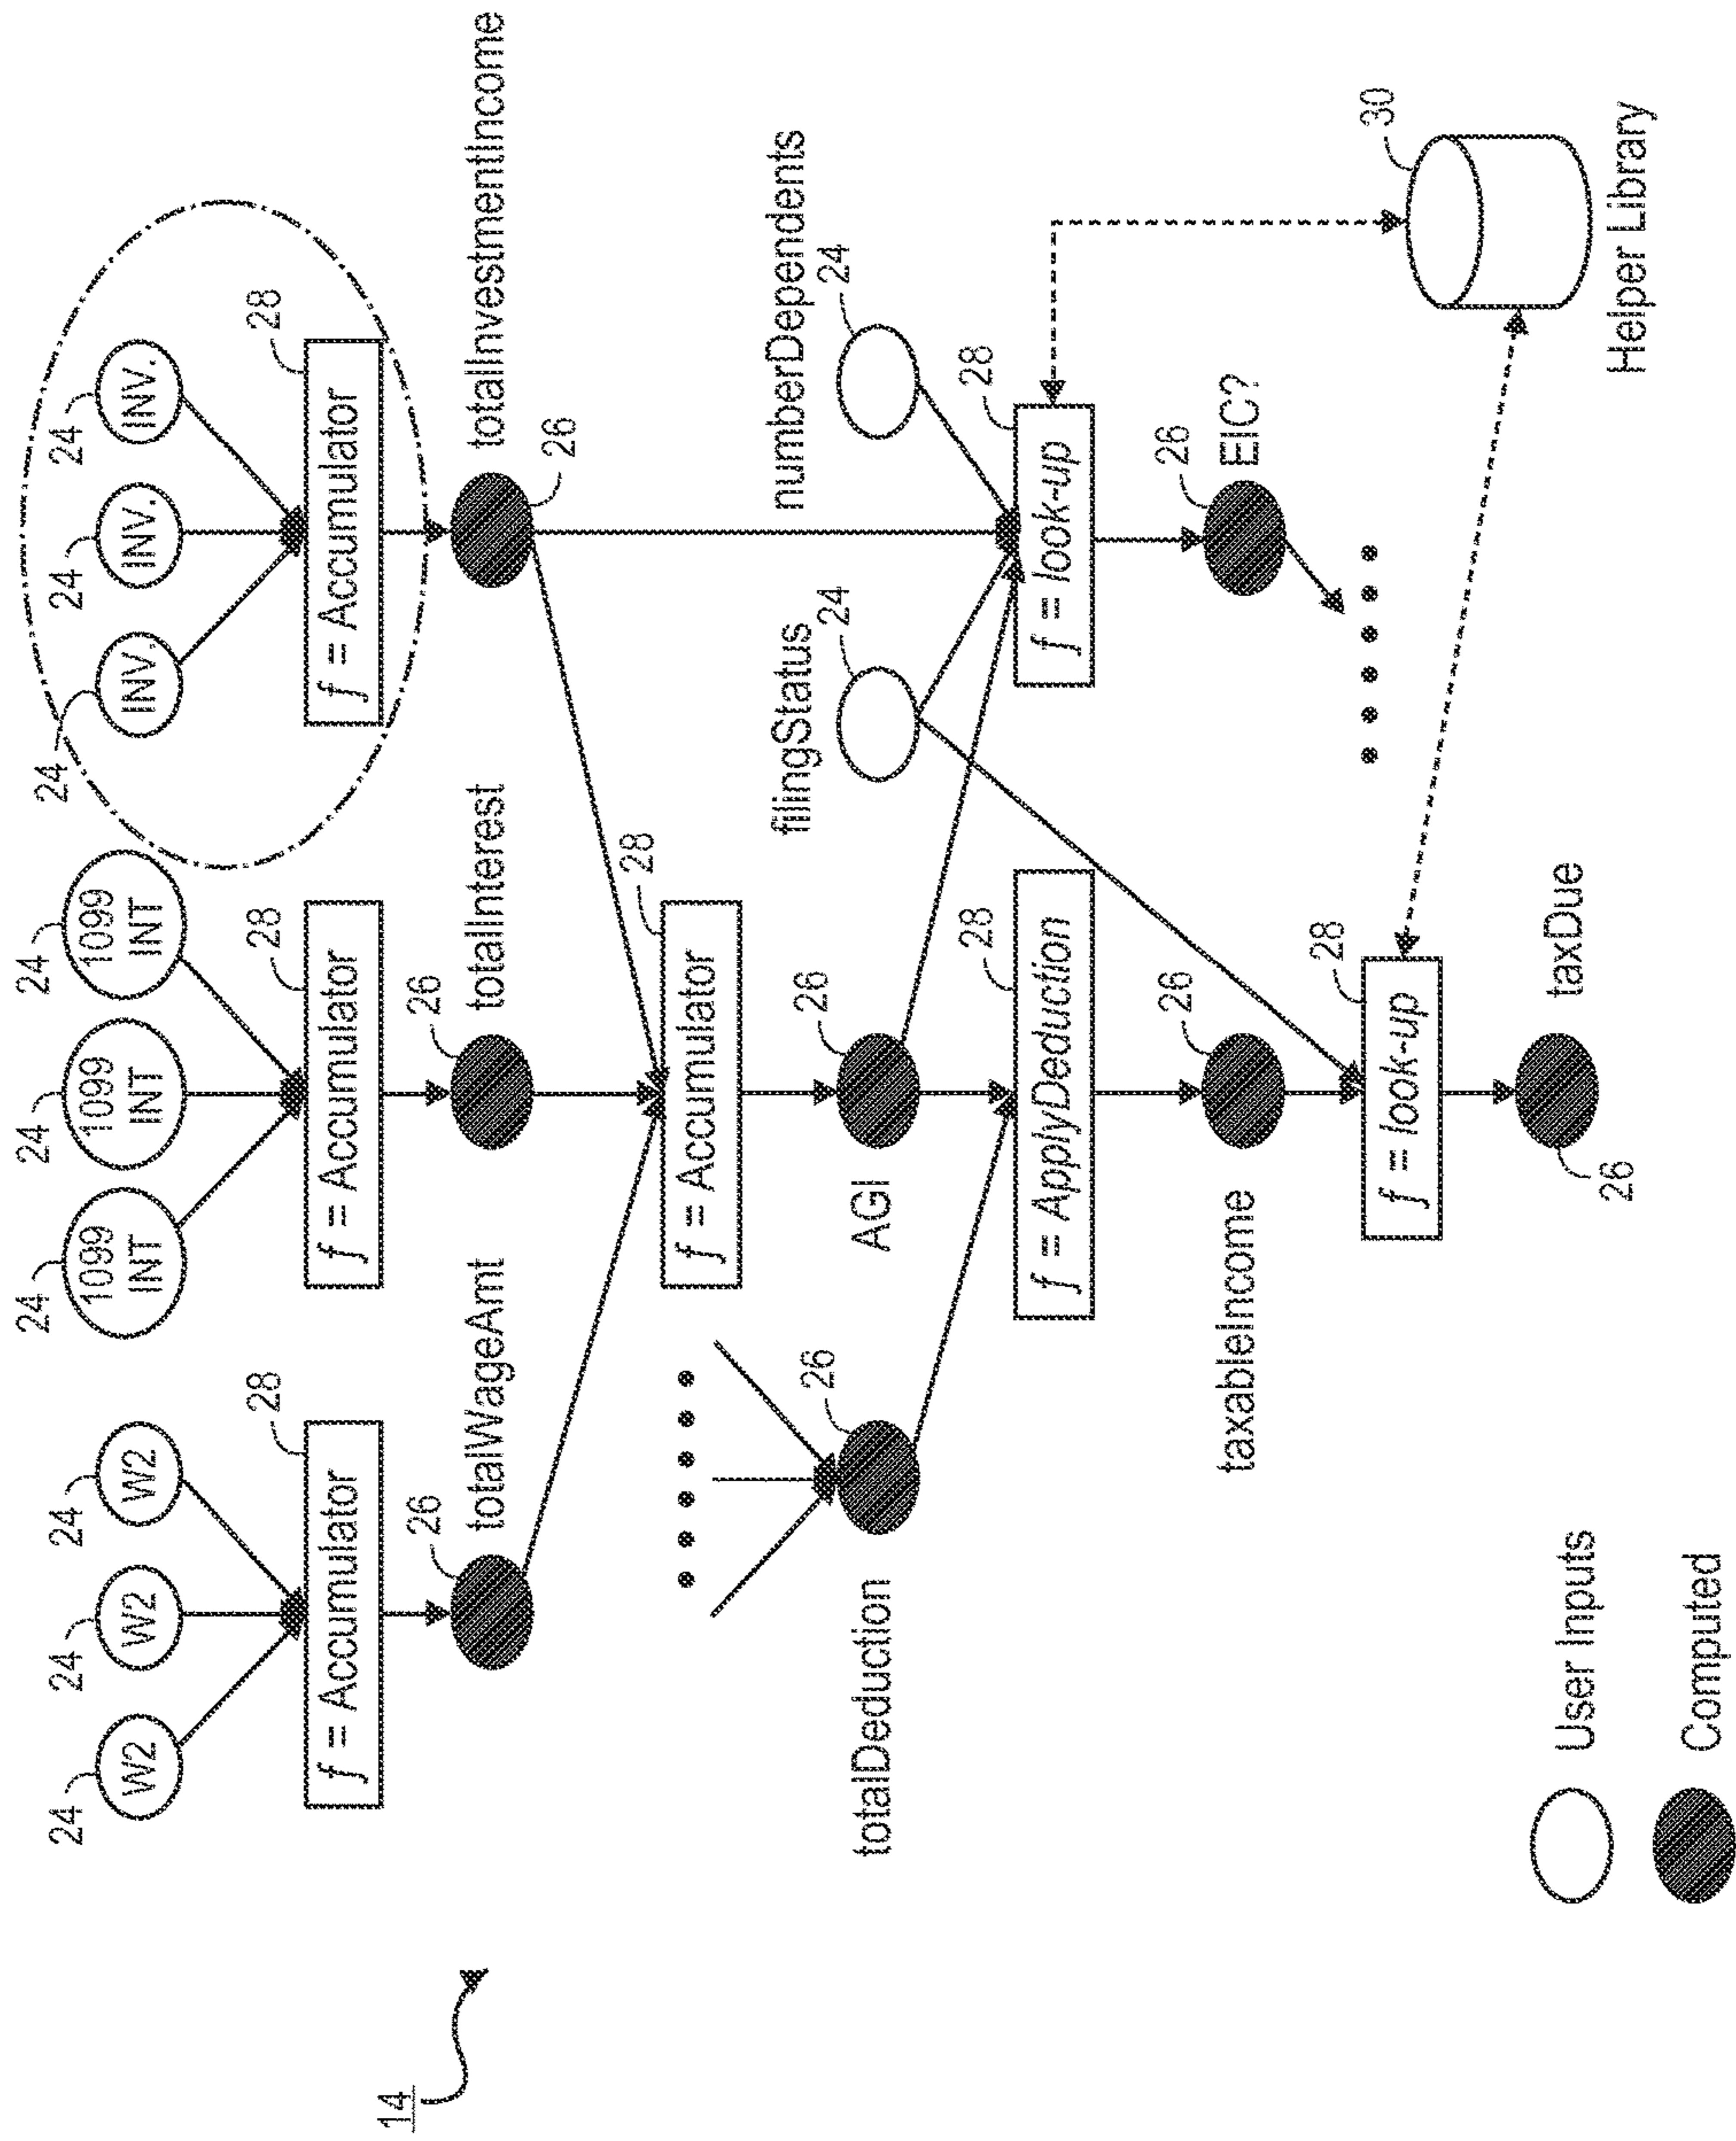 24 24 24 24 24 24 24 24 24
W2 W2 W2 1099 INT 1099 INT 1099 INT INV. INV. INV.
28 28 28
f = Accumulator f = Accumulator f = Accumulator
14
26 totalWageAmt 26 totalInterest totalInvestmentIncome
26
28
f = Accumulator
filingStatus numberDependents
26 26 24 24
totalDeduction AGI
28 28
f = ApplyDeduction f = look-up
26 26
taxableIncome EIC?
28 30
f = look-up
User Inputs taxDue
26 Helper Library
Computed